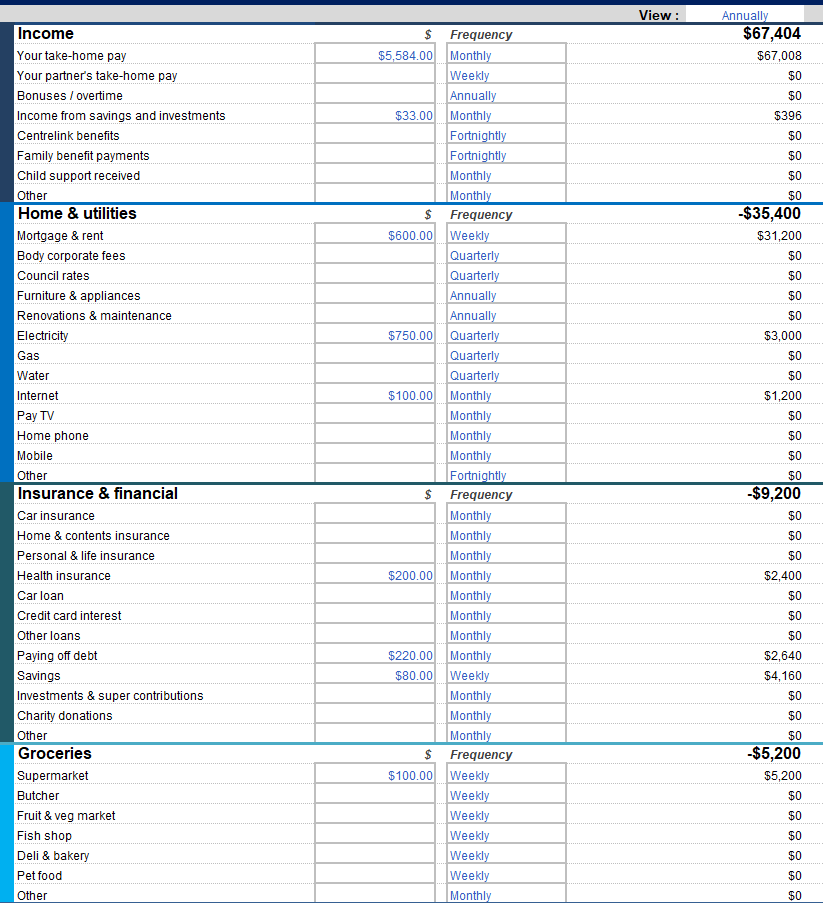 View : Annually
Income $ Frequency $67,404
Your take-home pay $5,584.00 Monthly $67,008
Your partner's take-home pay Weekly $0
Bonuses / overtime Annually $0
Income from savings and investments $33.00 Monthly $396
Centrelink benefits Fortnightly $0
Family benefit payments Fortnightly $0
Child support received Monthly $0
Other Monthly $0
Home & utilities $ Frequency -$35,400
Mortgage & rent $600.00 Weekly $31,200
Body corporate fees Quarterly $0
Council rates Quarterly $0
Furniture & appliances Annually $0
Renovations & maintenance Annually $0
Electricity $750.00 Quarterly $3,000
Gas Quarterly $0
Water Quarterly $0
Internet $100.00 Monthly $1,200
Pay TV Monthly $0
Home phone Monthly $0
Mobile Monthly $0
Other Fortnightly $0
Insurance & financial $ Frequency -$9,200
Car insurance Monthly $0
Home & contents insurance Monthly $0
Personal & life insurance Monthly $0
Health insurance $200.00 Monthly $2,400
Car loan Monthly $0
Credit card interest Monthly $0
Other loans Monthly $0
Paying off debt $220.00 Monthly $2,640
Savings $80.00 Weekly $4,160
Investments & super contributions Monthly $0
Charity donations Monthly $0
Other Monthly $0
Groceries $ Frequency -$5,200
Supermarket $100.00 Weekly $5,200
Butcher Weekly $0
Fruit & veg market Weekly $0
Fish shop Weekly $0
Deli & bakery Weekly $0
Pet food Weekly $0
Other Monthly $0